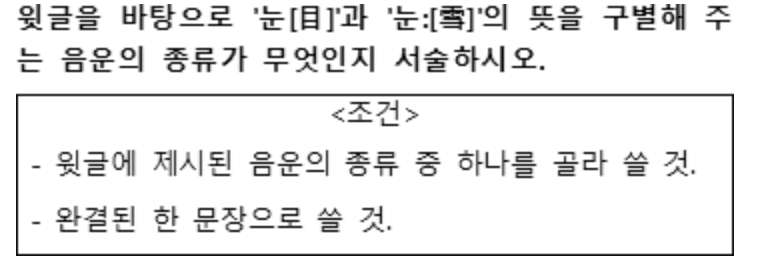 윗글을 바탕으로 '눈[目]'과 '눈:[雪]'의 뜻을 구별해 주
는 음운의 종류가 무엇인지 서술하시오.
<조건>
- 윗글에 제시된 음운의 종류 중 하나를 골라 쓸 것.
- 완결된 한 문장으로 쓸 것.